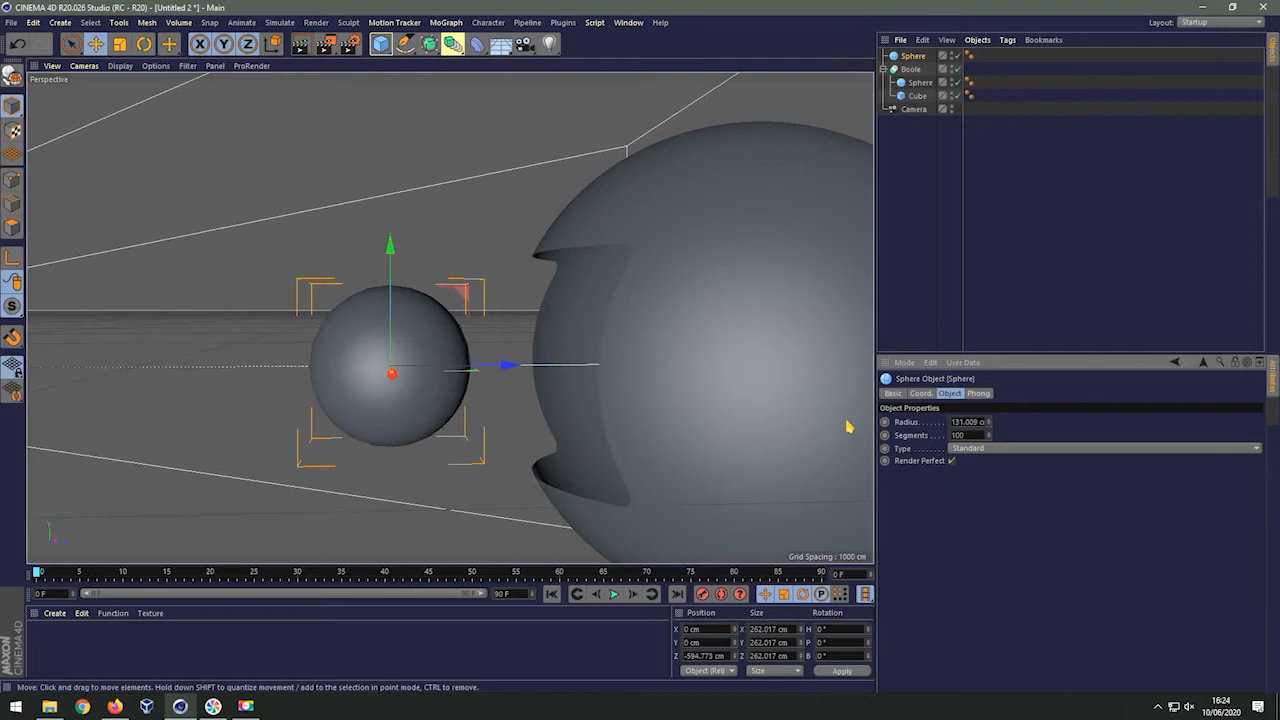 CINEMA 4D R20.026 Studio (RC - R20) - [Untitled 2 *] - Main
File Edit Create Select Tools Mesh Volume Snap Animate Simulate Render Sculpt Motion Tracker MoGraph Character Pipeline Plugins Script Window Help
Layout: Startup
X Y Z
File Edit View Objects Tags Bookmarks
Objects
View Cameras Display Options Filter Panel ProRender
Perspective
Sphere
Boole
Sphere
Cube
Camera
Mode Edit User Data
Attributes
Sphere Object [Sphere]
Basic Coord. Object Phong
Object Properties
Radius 131.009 c
Segments 100
Type Standard
Render Perfect
Y
Grid Spacing : 1000 cm
0 5 10 15 20 25 30 35 40 45 50 55 60 65 70 75 80 85 90 0 F
0 F 0 F 90 F 90 F
Create Edit Function Texture
Position Size Rotation
X 0 cm X 262.017 cm H 0 °
Y 0 cm Y 262.017 cm P 0 °
Z -594.773 cm Z 262.017 cm B 0 °
Object (Rel) Size Apply
MAXON CINEMA 4D
Move: Click and drag to move elements. Hold down SHIFT to quantize movement / add to the selection in point mode, CTRL to remove.
16:24
10/06/2020